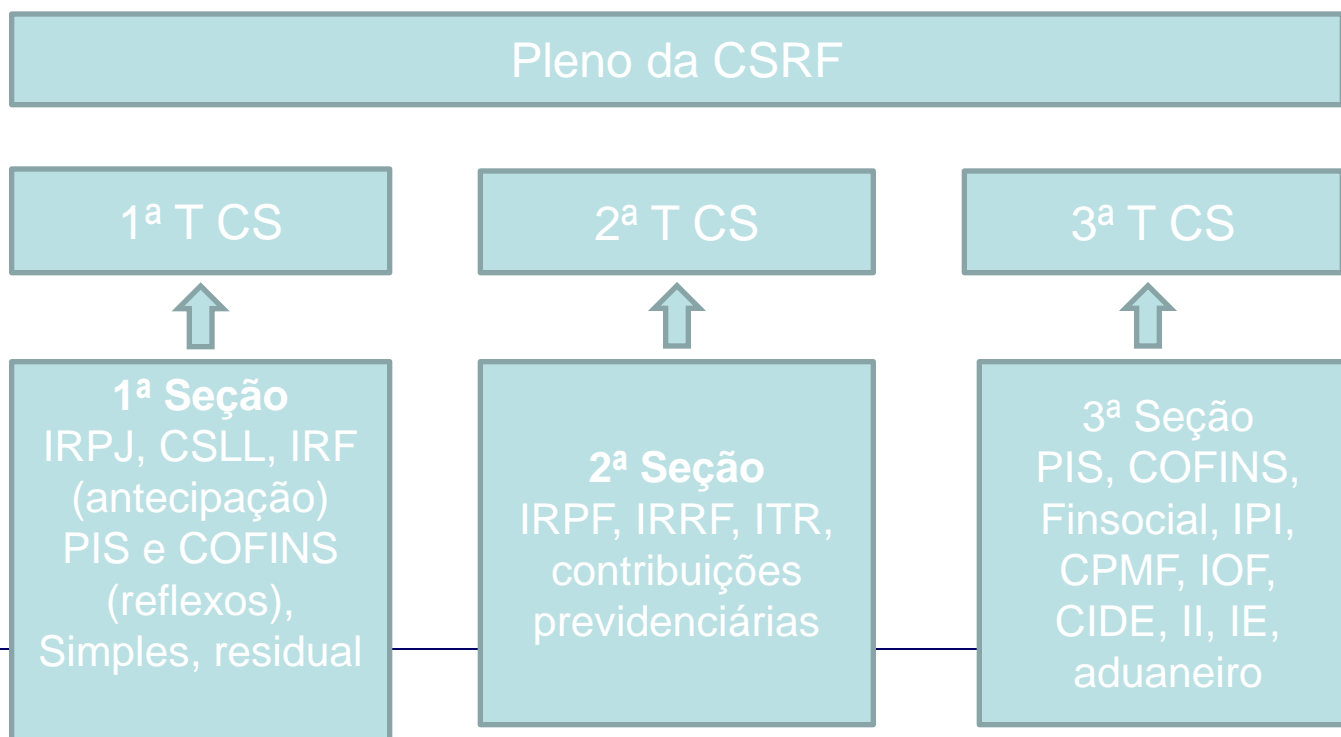 Pleno da CSRF
1ª T CS
2ª T CS
3ª T CS
1ª Seção
IRPJ, CSLL, IRF
(antecipação)
PIS e COFINS
(reflexos),
Simples, residual
2ª Seção
IRPF, IRRF, ITR,
contribuições
previdenciárias
3ª Seção
PIS, COFINS,
Finsocial, IPI,
CPMF, IOF,
CIDE, II, IE,
aduaneiro